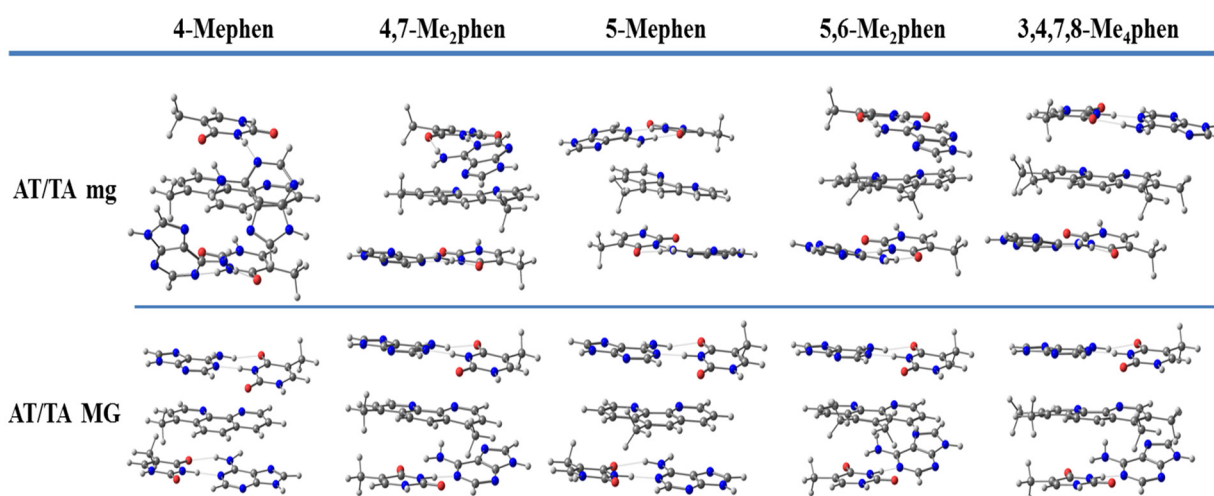 4-Mephen 4,7-Me₂phen 5-Mephen 5,6-Me₂phen 3,4,7,8-Me₄phen
AT/TA mg
AT/TA MG